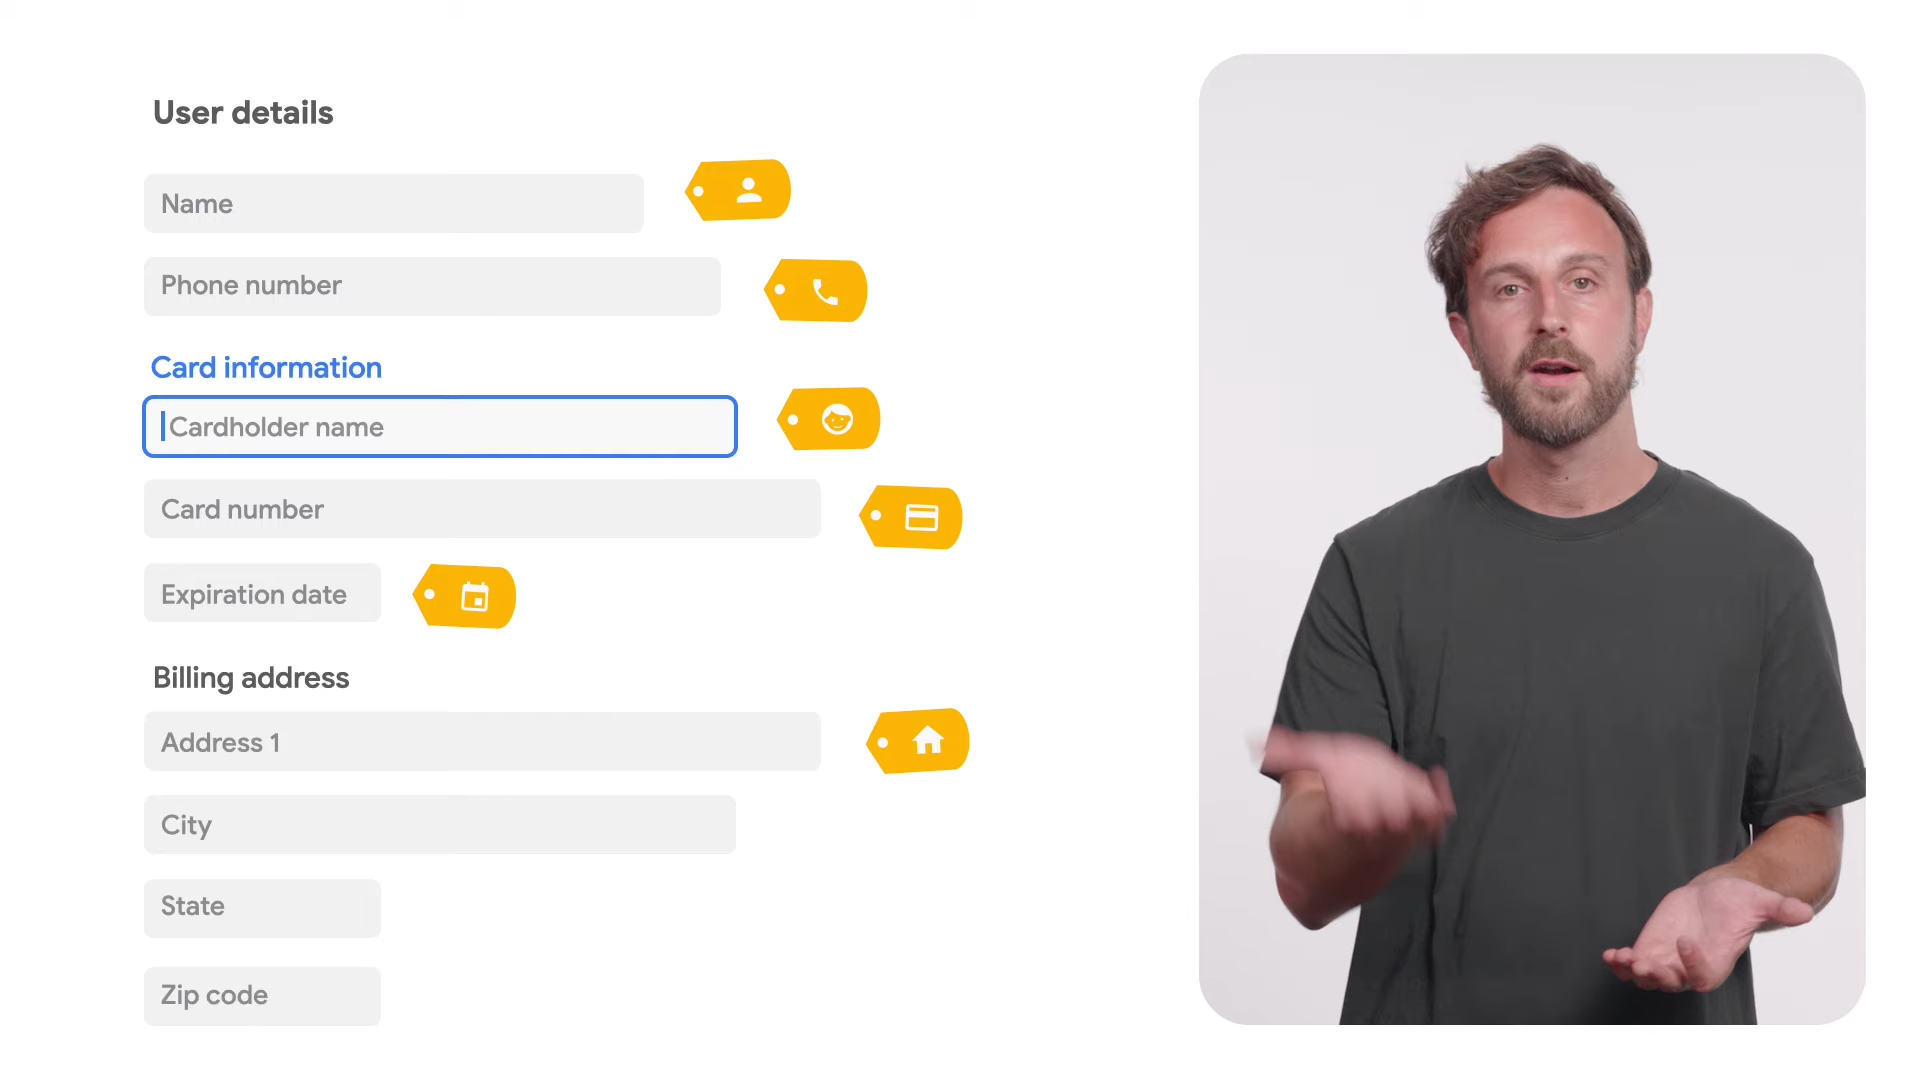 User details
Name
Phone number
Card information
Cardholder name
Card number
Expiration date
Billing address
Address 1
City
State
Zip code